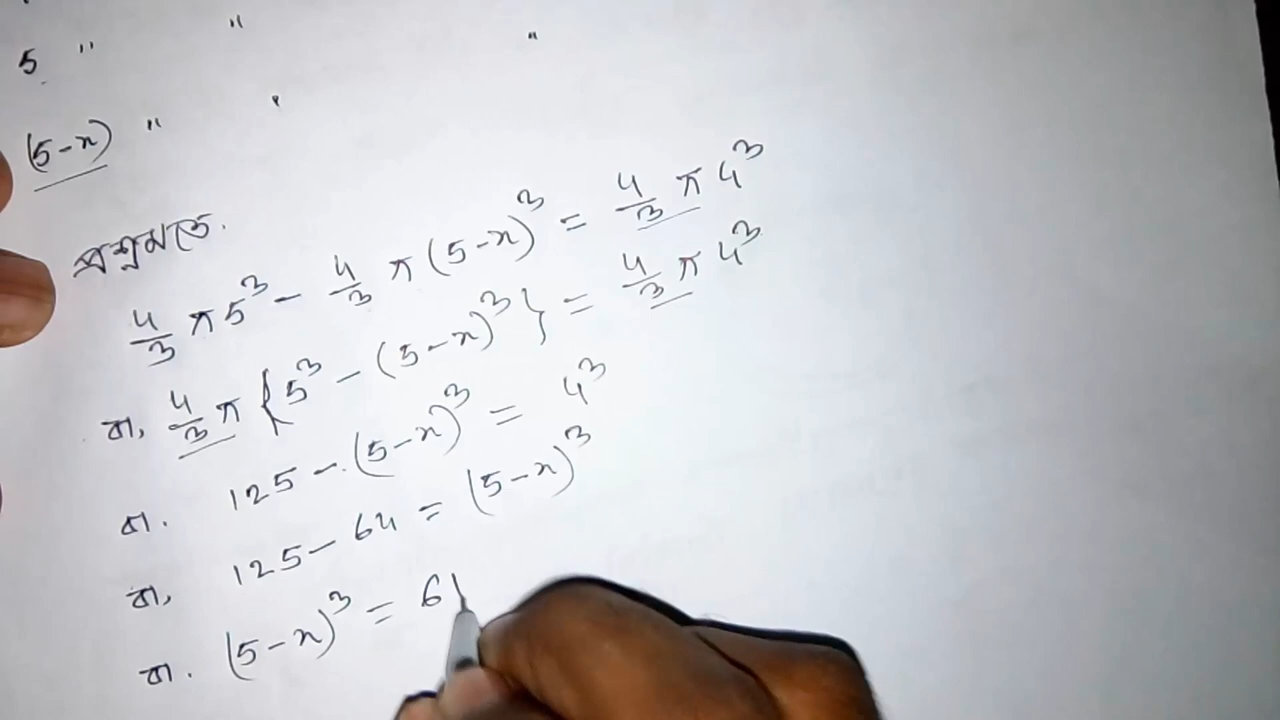 5 " "
(5-x) " '
প্রশ্নমতে.
4/3 π 5³ - 4/3 π (5-x)³ = 4/3 π 4³
বা, 4/3 π {5³ - (5-x)³} = 4/3 π 4³
বা. 125 - (5-x)³ = 4³
বা, 125 - 64 = (5-x)³
বা. (5-x)³ = 61